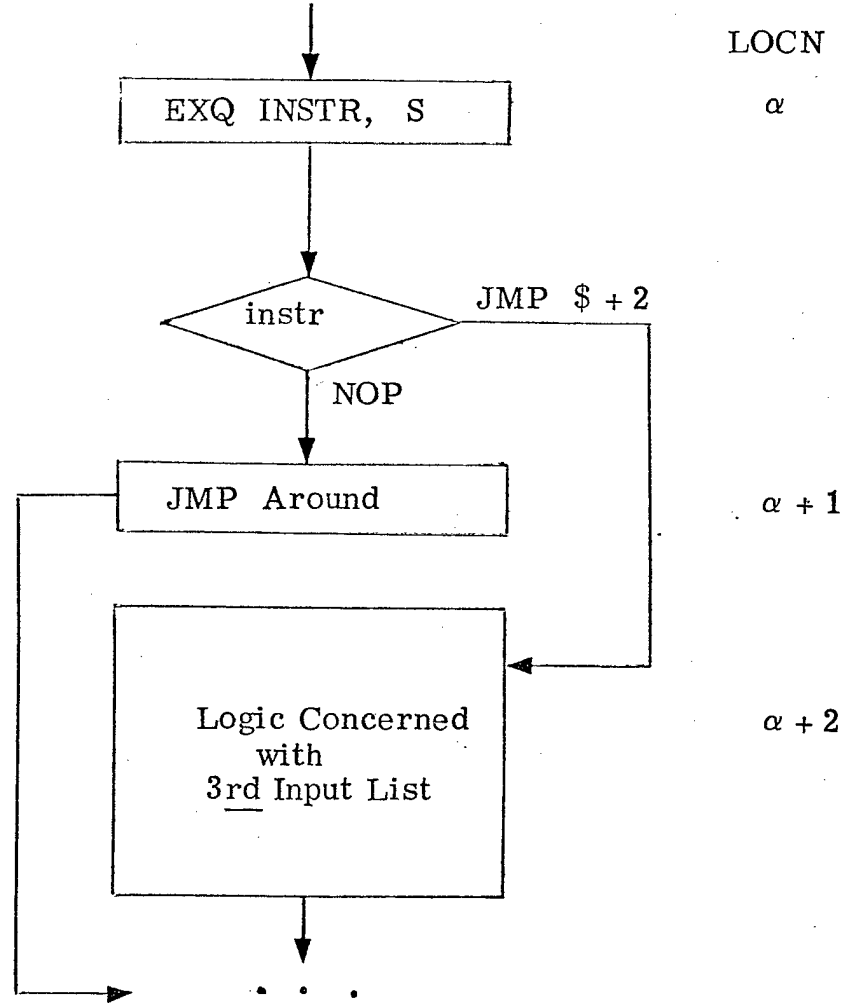 LOCN
EXQ INSTR, S
α
instr
JMP $ + 2
NOP
JMP Around
α + 1
Logic Concerned
with
3rd Input List
α + 2
. . .